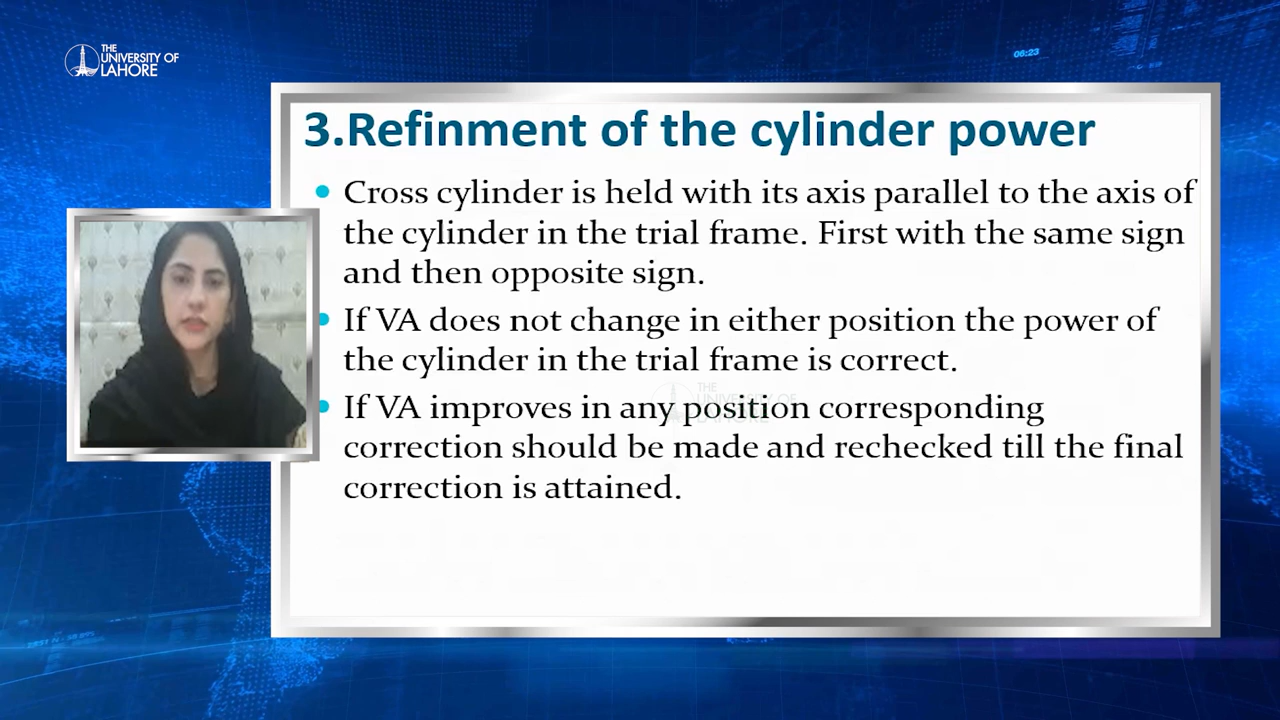 THE
UNIVERSITY OF
LAHORE
06:23
3.Refinment of the cylinder power
Cross cylinder is held with its axis parallel to the axis of
the cylinder in the trial frame. First with the same sign
and then opposite sign.
If VA does not change in either position the power of
the cylinder in the trial frame is correct.
If VA improves in any position corresponding
correction should be made and rechecked till the final
correction is attained.
THE
UNIVERSITY OF
LAHORE